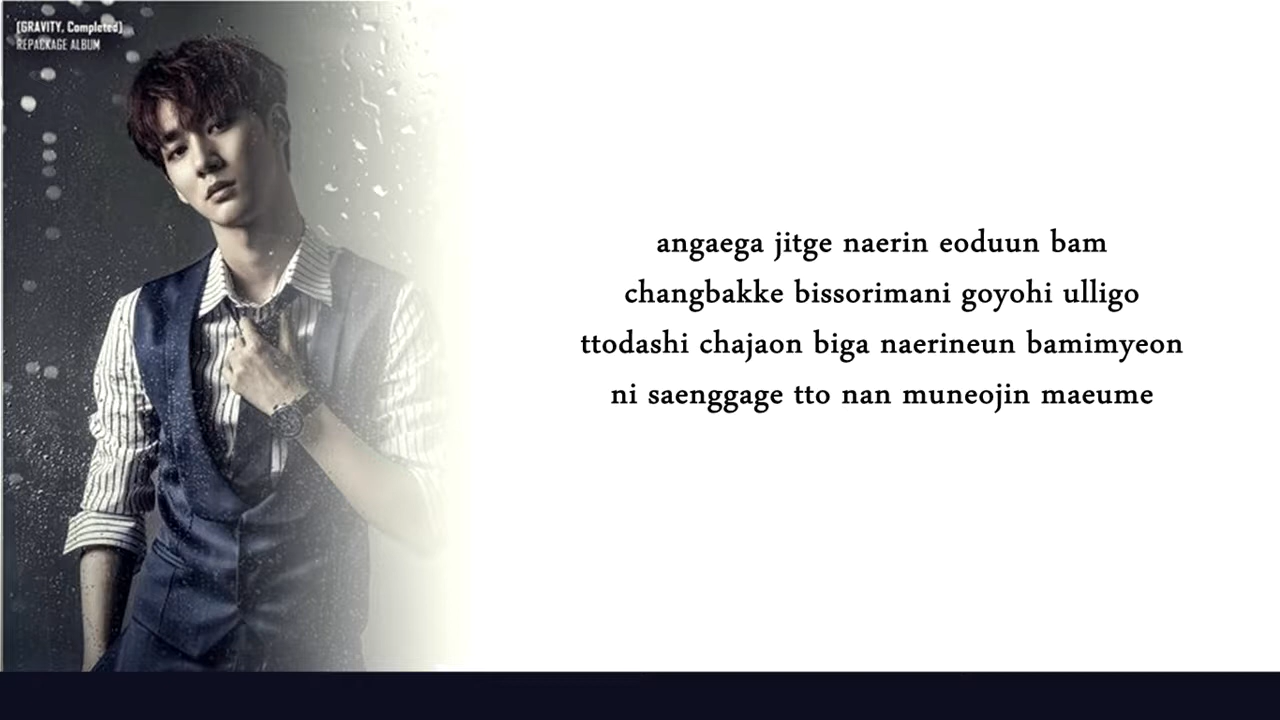 [GRAVITY, Completed]
REPACKAGE ALBUM
angaega jitge naerin eoduun bam
changbakke bissorimani goyohi ulligo
ttodashi chajaon biga naerineun bamimyeon
ni saenggage tto nan muneojin maeume